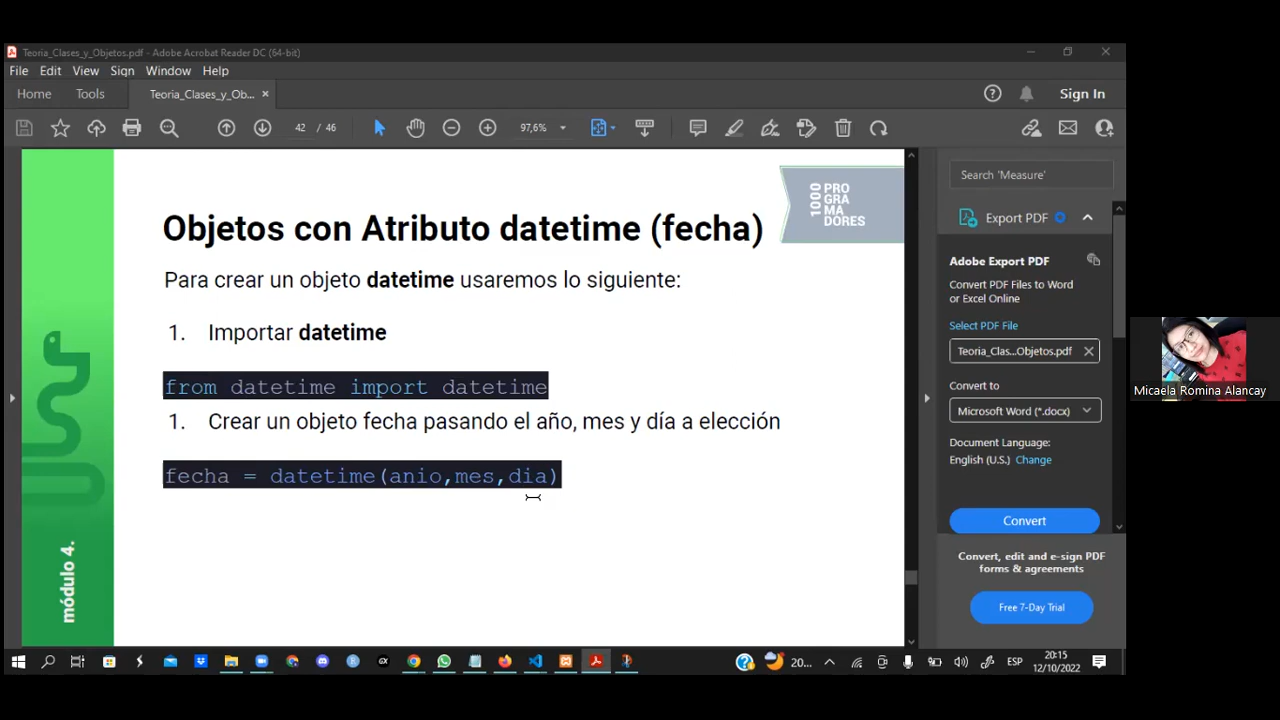 Teoria_Clases_y_Objetos.pdf - Adobe Acrobat Reader DC (64-bit)
File Edit View Sign Window Help
Home Tools Teoria_Clases_y_Ob... × Sign In
42 / 46 97,6%
1000
PRO
GRA
MA
DORES
Objetos con Atributo datetime (fecha)
Para crear un objeto datetime usaremos lo siguiente:
1. Importar datetime
from datetime import datetime
1. Crear un objeto fecha pasando el año, mes y día a elección
fecha = datetime(anio,mes,dia)
módulo 4.
Search 'Measure'
Export PDF
Adobe Export PDF
Convert PDF Files to Word
or Excel Online
Select PDF File
Teoria_Clas...Objetos.pdf
Convert to
Microsoft Word (*.docx)
Document Language:
English (U.S.) Change
Convert
Convert, edit and e-sign PDF
forms & agreements
Free 7-Day Trial
Micaela Romina Alancay
GX
20...
ESP
20:15
12/10/2022